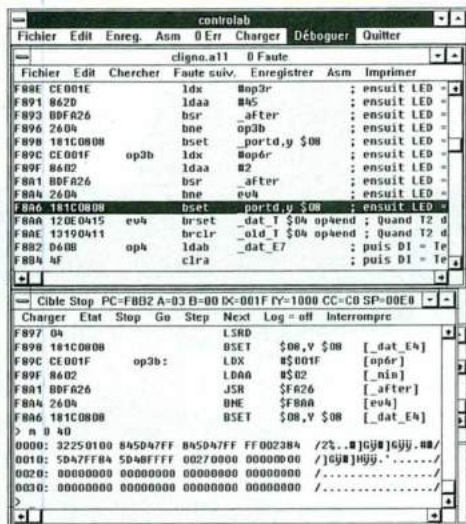 controlab
Fichier Edit Enreg. Asm 0 Err Charger Déboguer Quitter
cligno.a11 0 Faute
Fichier Edit Chercher Faute suiv. Enregistrer Asm Imprimer
F88E CE001E ldx #op3r ; ensuit LED =
F891 862D ldaa #45 ; ensuit LED =
F893 BDFA26 bsr _after ; ensuit LED =
F896 2604 bne op3b ; ensuit LED =
F898 181C0808 bset _portd,y $08 ; ensuit LED =
F89C CE001F op3b ldx #op6r ; ensuit LED =
F89F 8602 ldaa #2 ; ensuit LED =
F8A1 BDFA26 bsr _after ; ensuit LED =
F8A4 2604 bne ev4 ; ensuit LED =
F8A6 181C0808 bset _portd,y $08 ; ensuit LED =
F8AA 120E0415 ev4 brset _dat_T $04 op4end ; Quand T2 d
F8AE 13190411 brclr _old_T $04 op4end ; Quand T2 d
F8B2 D60B op4 ldab _dat_E7 ; puis DI = Te
F8B4 4F clra ; puis DI = Te
Cible Stop PC=F8B2 A=03 B=00 IX=001F IY=1000 CC=C0 SP=00E8
Charger Etat Stop Go Step Next Log = off Interrompre
F897 04 LSRD
F898 181C0808 BSET $08,Y $08 [_dat_E4]
F89C CE001F op3b: LDX #$001F [op6r]
F89F 8602 LDAA #$02 [_min]
F8A1 BDFA26 JSR $FA26 [_after]
F8A4 2604 BNE $F8AA [ev4]
F8A6 181C0808 BSET $08,Y $08 [_dat_E4]
> m 0 40
0000: 32250100 845D47FF 845D47FF FF002384
0010: 5D47FF84 5D48FFFF 00270000 00000D00
0020: 00000000 00000000 00000000 00000000 /................/
0030: 00000000 00000000 00000000 00000000 /................/
>